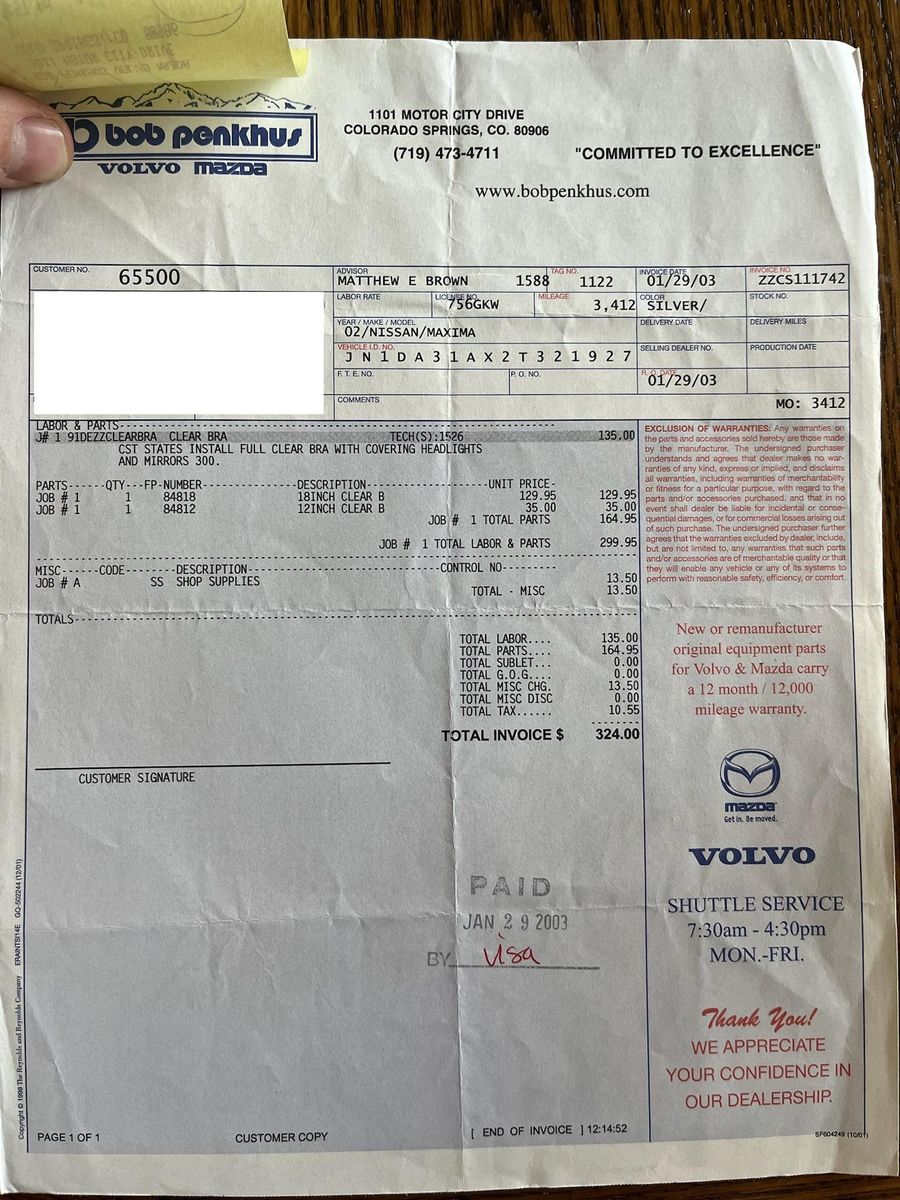 bob penkhus
VOLVO mazda
1101 MOTOR CITY DRIVE
COLORADO SPRINGS, CO. 80906
(719) 473-4711
"COMMITTED TO EXCELLENCE"
www.bobpenkhus.com
CUSTOMER NO. 65500
ADVISOR MATTHEW E BROWN 1588
TAG NO. 1122
INVOICE DATE 01/29/03
INVOICE NO. ZZCS111742
LABOR RATE
LICENSE NO. 756GKW
MILEAGE 3,412
COLOR SILVER/
STOCK NO.
YEAR / MAKE / MODEL 02/NISSAN/MAXIMA
DELIVERY DATE
DELIVERY MILES
VEHICLE I.D. NO. JN1DA31AX2T321927
SELLING DEALER NO.
PRODUCTION DATE
F. T. E. NO.
P. O. NO.
R. O. DATE 01/29/03
COMMENTS
MO: 3412
LABOR & PARTS
J# 1 91DEZZCLEARBRA CLEAR BRA TECH(S):1526 135.00
CST STATES INSTALL FULL CLEAR BRA WITH COVERING HEADLIGHTS
AND MIRRORS 300.
PARTS------QTY---FP-NUMBER---------------DESCRIPTION--------------------UNIT PRICE-
JOB # 1 1 84818 18INCH CLEAR B 129.95 129.95
JOB # 1 1 84812 12INCH CLEAR B 35.00 35.00
JOB # 1 TOTAL PARTS 164.95
JOB # 1 TOTAL LABOR & PARTS 299.95
MISC------CODE--------DESCRIPTION-------------------------------CONTROL NO---------
JOB # A SS SHOP SUPPLIES 13.50
TOTAL - MISC 13.50
TOTALS
TOTAL LABOR.... 135.00
TOTAL PARTS.... 164.95
TOTAL SUBLET... 0.00
TOTAL G.O.G.... 0.00
TOTAL MISC CHG. 13.50
TOTAL MISC DISC 0.00
TOTAL TAX...... 10.55
TOTAL INVOICE $ 324.00
CUSTOMER SIGNATURE
PAID
JAN 29 2003
BY visa
EXCLUSION OF WARRANTIES: Any warranties on
the parts and accessories sold hereby are those made
by the manufacturer. The undersigned purchaser
understands and agrees that dealer makes no war-
ranties of any kind, express or implied, and disclaims
all warranties, including warranties of merchantability
or fitness for a particular purpose, with regard to the
parts and/or accessories purchased, and that in no
event shall dealer be liable for incidental or conse-
quential damages, or for commercial losses arising out
of such purchase. The undersigned purchaser further
agrees that the warranties excluded by dealer, include,
but are not limited to, any warranties that such parts
and/or accessories are of merchantable quality or that
they will enable any vehicle or any of its systems to
perform with reasonable safety, efficiency, or comfort.
New or remanufacturer
original equipment parts
for Volvo & Mazda carry
a 12 month / 12,000
mileage warranty.
mazda
Get in. Be moved.
VOLVO
SHUTTLE SERVICE
7:30am - 4:30pm
MON.-FRI.
Thank You!
WE APPRECIATE
YOUR CONFIDENCE IN
OUR DEALERSHIP.
Copyright © 1998 The Reynolds and Reynolds Company ERAINTSI14E GQ-502244 (12/01)
PAGE 1 OF 1
CUSTOMER COPY
[ END OF INVOICE ] 12:14:52
SF604249 (10/01)